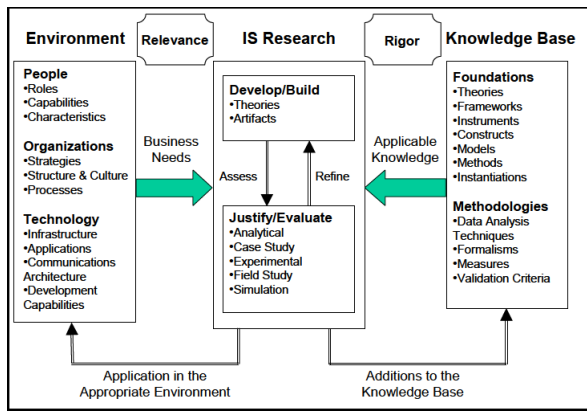 Environment
Relevance
IS Research
Rigor
Knowledge Base
People
•Roles
•Capabilities
•Characteristics
Organizations
•Strategies
•Structure & Culture
•Processes
Technology
•Infrastructure
•Applications
•Communications
Architecture
•Development
Capabilities
Business
Needs
Develop/Build
•Theories
•Artifacts
Assess
Refine
Justify/Evaluate
•Analytical
•Case Study
•Experimental
•Field Study
•Simulation
Applicable
Knowledge
Foundations
•Theories
•Frameworks
•Instruments
•Constructs
•Models
•Methods
•Instantiations
Methodologies
•Data Analysis
Techniques
•Formalisms
•Measures
•Validation Criteria
Application in the
Appropriate Environment
Additions to the
Knowledge Base